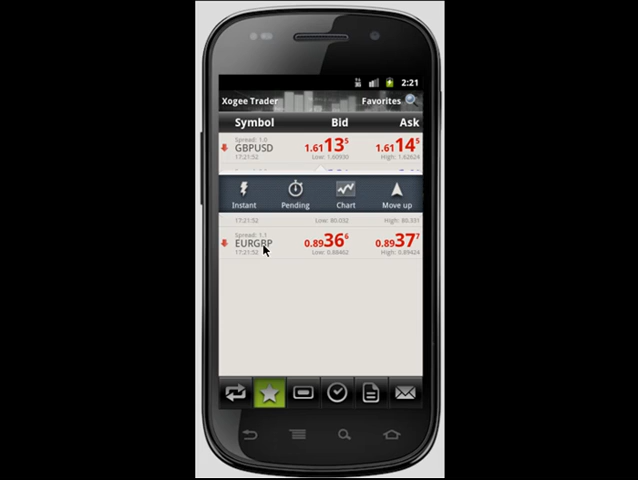 2:21
Xogee Trader Favorites
Symbol Bid Ask
Spread: 1.0
GBPUSD 1.61135 1.61145
17:21:52 Low: 1.60930 High: 1.62624
Instant Pending Chart Move up
17:21:52 Low: 80.032 High: 80.331
Spread: 1.1
EURGBP 0.89366 0.89377
17:21:52 Low: 0.88462 High: 0.89424